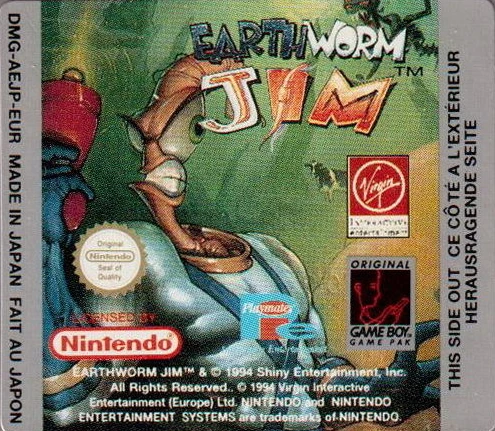 DMG-AEJP-EUR MADE IN JAPAN FAIT AU JAPON
EARTHWORM
JIM™
Virgin
INTERACTIVE
entertainment
Original
Nintendo
Seal of
Quality
ORIGINAL
GAME BOY
GAME PAK
Playmates
LICENSED BY
Nintendo
EARTHWORM JIM™ & © 1994 Shiny Entertainment, Inc.
All Rights Reserved.. © 1994 Virgin Interactive
Entertainment (Europe) Ltd. NINTENDO and NINTENDO
ENTERTAINMENT SYSTEMS are trademarks of NINTENDO.
THIS SIDE OUT CE CÔTÉ A L'EXTÉRIEUR
HERAUSRAGENDE SEITE